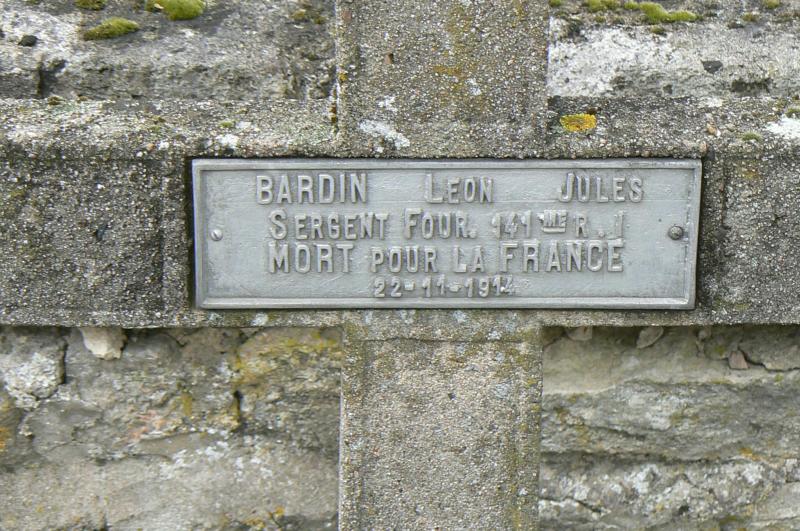 BARDIN LEON JULES
SERGENT FOUR. 141ME R.I
MORT POUR LA FRANCE
22-11-1914